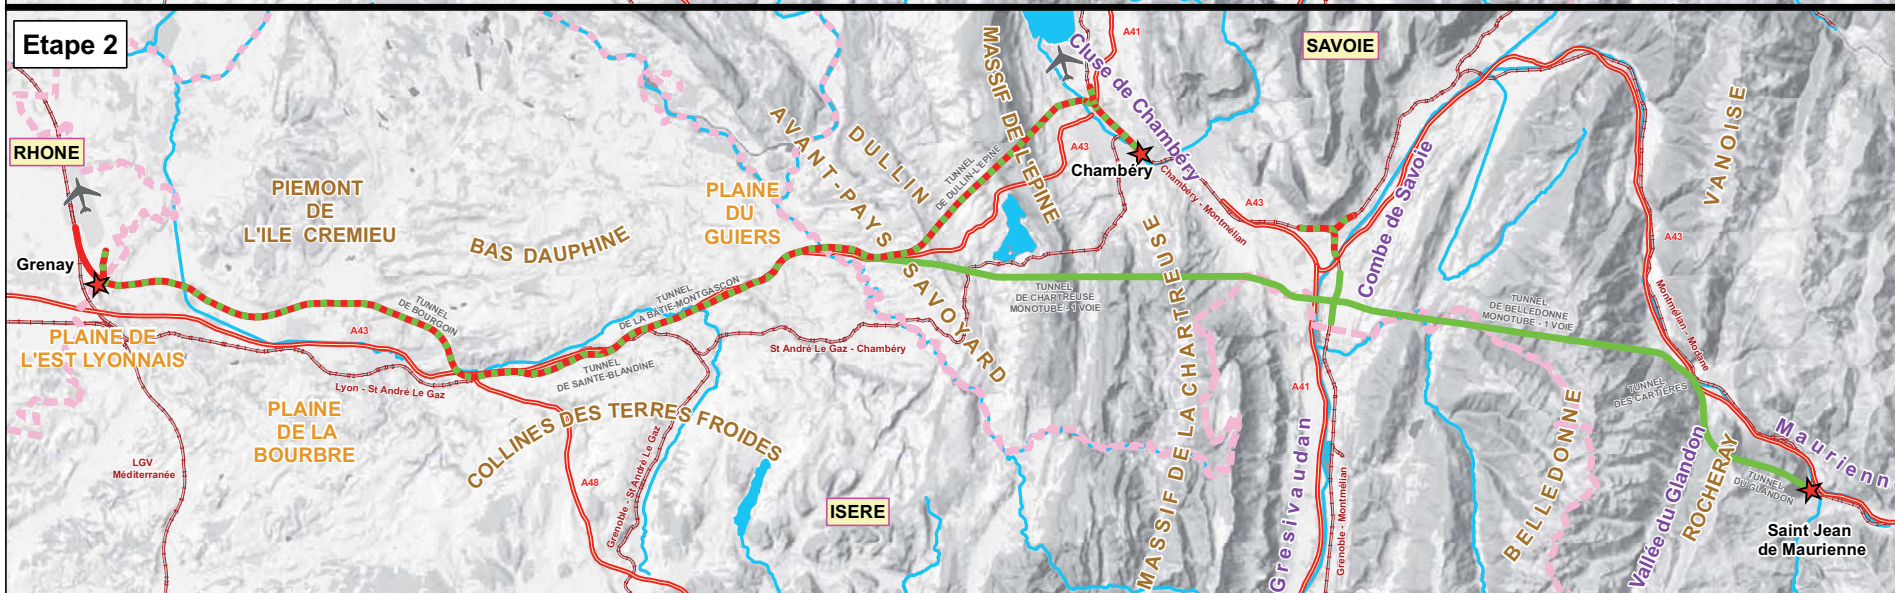 Etape 2
RHONE
SAVOIE
ISERE
A41
Cluse de Chambéry
MASSIF DE L'EPINE
AVANT-PAYS SAVOYARD
DULLIN
TUNNEL
DE DULLIN-L'EPINE
A43
Chambéry
Chambéry - Montmélian
A43
Combe de Savoie
VANOISE
A43
Montmélian - Modane
PIEMONT
DE
L'ILE CREMIEU
BAS DAUPHINE
PLAINE
DU
GUIERS
Grenay
PLAINE DE
L'EST LYONNAIS
A43
TUNNEL
DE BOURGOIN
TUNNEL
DE LA BATIE-MONTGASCON
TUNNEL
DE SAINTE-BLANDINE
St André Le Gaz - Chambéry
Lyon - St André Le Gaz
TUNNEL
DE CHARTREUSE
MONOTUBE - 1 VOIE
TUNNEL
DE BELLEDONNE
MONOTUBE - 1 VOIE
MASSIF DE LA CHARTREUSE
PLAINE
DE LA
BOURBRE
COLLINES DES TERRES FROIDES
LGV
Méditerranée
A48
Grenoble - St André Le Gaz
A41
Gresivaudan
Grenoble - Montmélian
BELLEDONNE
TUNNEL
DES CARTIÈRES
Vallée du Glandon
ROCHERAY
TUNNEL
DU GLANDON
Maurienn
Saint Jean
de Maurienne